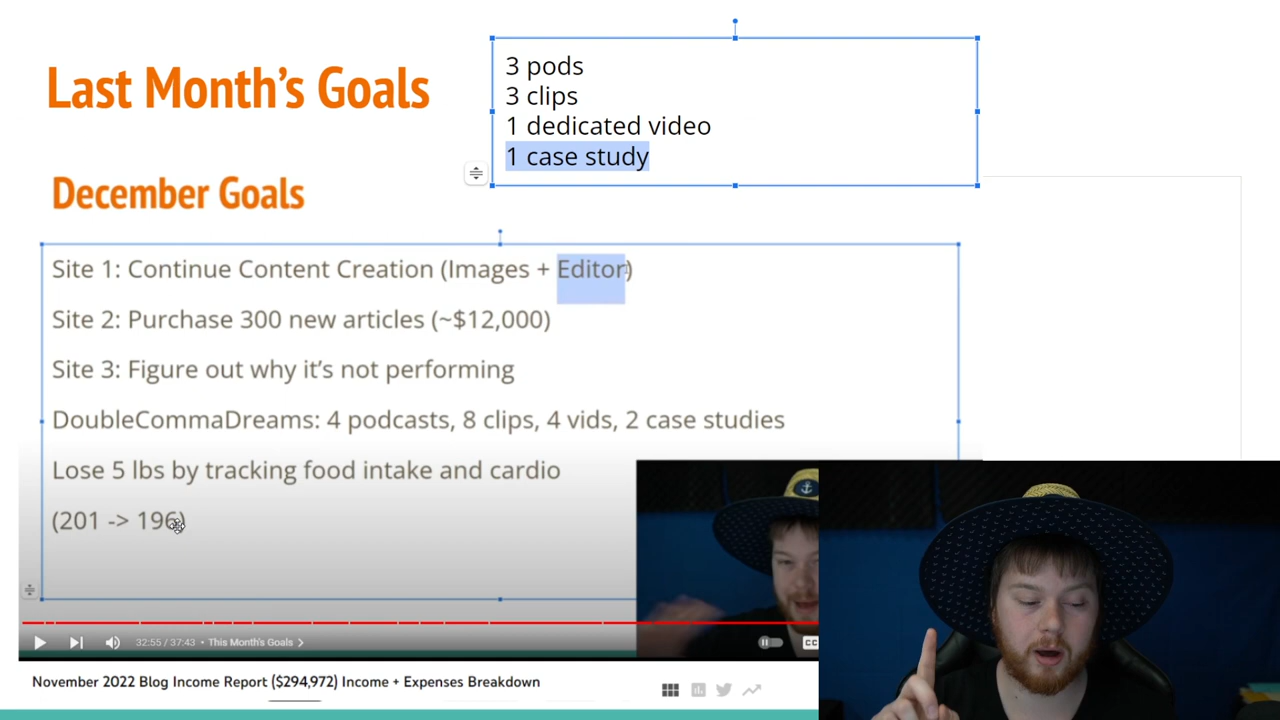 Last Month's Goals
3 pods
3 clips
1 dedicated video
1 case study
December Goals
Site 1: Continue Content Creation (Images + Editor)
Site 2: Purchase 300 new articles (~$12,000)
Site 3: Figure out why it's not performing
DoubleCommaDreams: 4 podcasts, 8 clips, 4 vids, 2 case studies
Lose 5 lbs by tracking food intake and cardio
(201 -> 196)
32:55 / 37:43 • This Month's Goals >
CC
November 2022 Blog Income Report ($294,972) Income + Expenses Breakdown